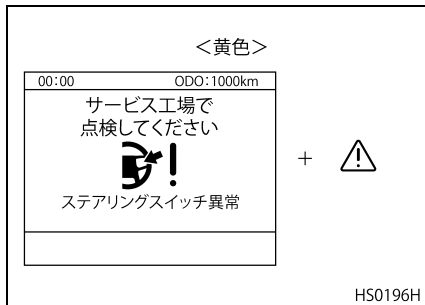 <黄色>
00:00 ODO:1000km
サービス工場で
点検してください
ステアリングスイッチ異常
+
HS0196H